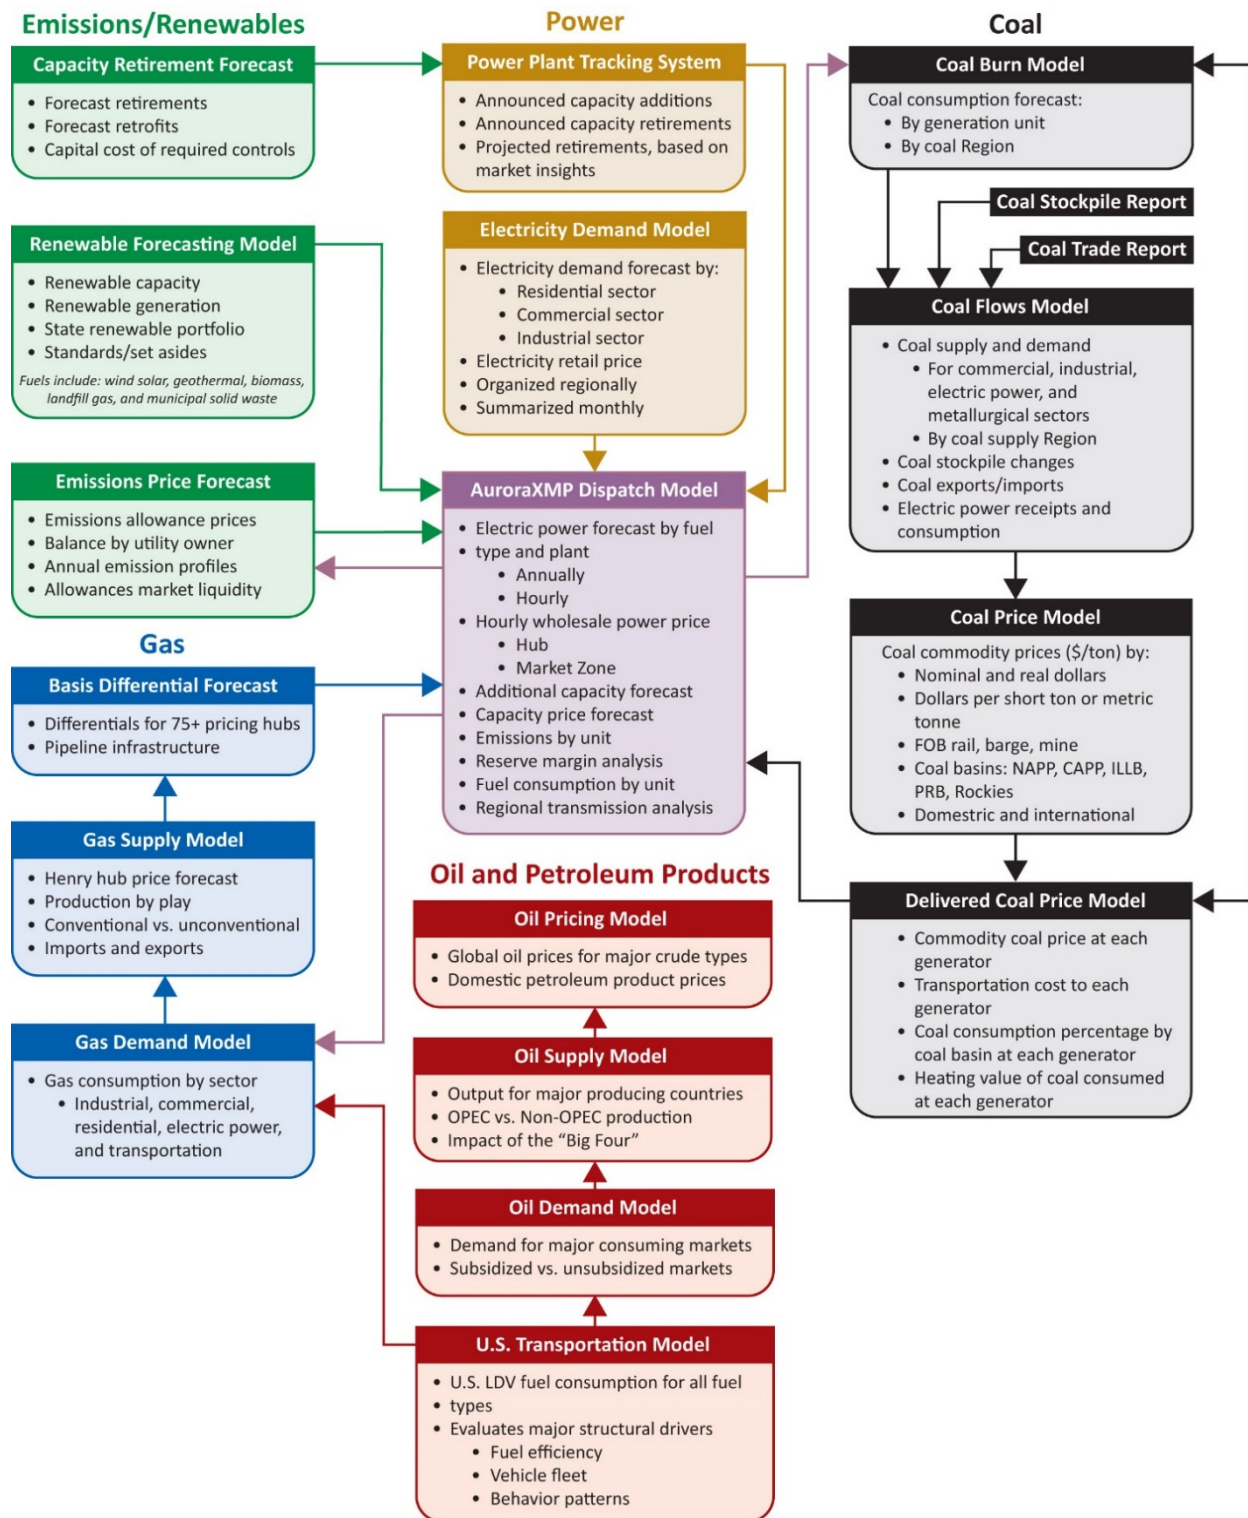 Emissions/Renewables
Capacity Retirement Forecast
• Forecast retirements
• Forecast retrofits
• Capital cost of required controls
Renewable Forecasting Model
• Renewable capacity
• Renewable generation
• State renewable portfolio
• Standards/set asides
Fuels include: wind solar, geothermal, biomass,
landfill gas, and municipal solid waste
Emissions Price Forecast
• Emissions allowance prices
• Balance by utility owner
• Annual emission profiles
• Allowances market liquidity
Gas
Basis Differential Forecast
• Differentials for 75+ pricing hubs
• Pipeline infrastructure
Gas Supply Model
• Henry hub price forecast
• Production by play
• Conventional vs. unconventional
• Imports and exports
Gas Demand Model
• Gas consumption by sector
• Industrial, commercial,
residential, electric power,
and transportation
Power
Power Plant Tracking System
• Announced capacity additions
• Announced capacity retirements
• Projected retirements, based on
market insights
Electricity Demand Model
• Electricity demand forecast by:
• Residential sector
• Commercial sector
• Industrial sector
• Electricity retail price
• Organized regionally
• Summarized monthly
AuroraXMP Dispatch Model
• Electric power forecast by fuel
• type and plant
• Annually
• Hourly
• Hourly wholesale power price
• Hub
• Market Zone
• Additional capacity forecast
• Capacity price forecast
• Emissions by unit
• Reserve margin analysis
• Fuel consumption by unit
• Regional transmission analysis
Oil and Petroleum Products
Oil Pricing Model
• Global oil prices for major crude types
• Domestic petroleum product prices
Oil Supply Model
• Output for major producing countries
• OPEC vs. Non-OPEC production
• Impact of the “Big Four”
Oil Demand Model
• Demand for major consuming markets
• Subsidized vs. unsubsidized markets
U.S. Transportation Model
• U.S. LDV fuel consumption for all fuel
• types
• Evaluates major structural drivers
• Fuel efficiency
• Vehicle fleet
• Behavior patterns
Coal
Coal Burn Model
Coal consumption forecast:
• By generation unit
• By coal Region
Coal Stockpile Report
Coal Trade Report
Coal Flows Model
• Coal supply and demand
• For commercial, industrial,
electric power, and
metallurgical sectors
• By coal supply Region
• Coal stockpile changes
• Coal exports/imports
• Electric power receipts and
consumption
Coal Price Model
Coal commodity prices ($/ton) by:
• Nominal and real dollars
• Dollars per short ton or metric
tonne
• FOB rail, barge, mine
• Coal basins: NAPP, CAPP, ILLB,
PRB, Rockies
• Domestric and international
Delivered Coal Price Model
• Commodity coal price at each
generator
• Transportation cost to each
generator
• Coal consumption percentage by
coal basin at each generator
• Heating value of coal consumed
at each generator